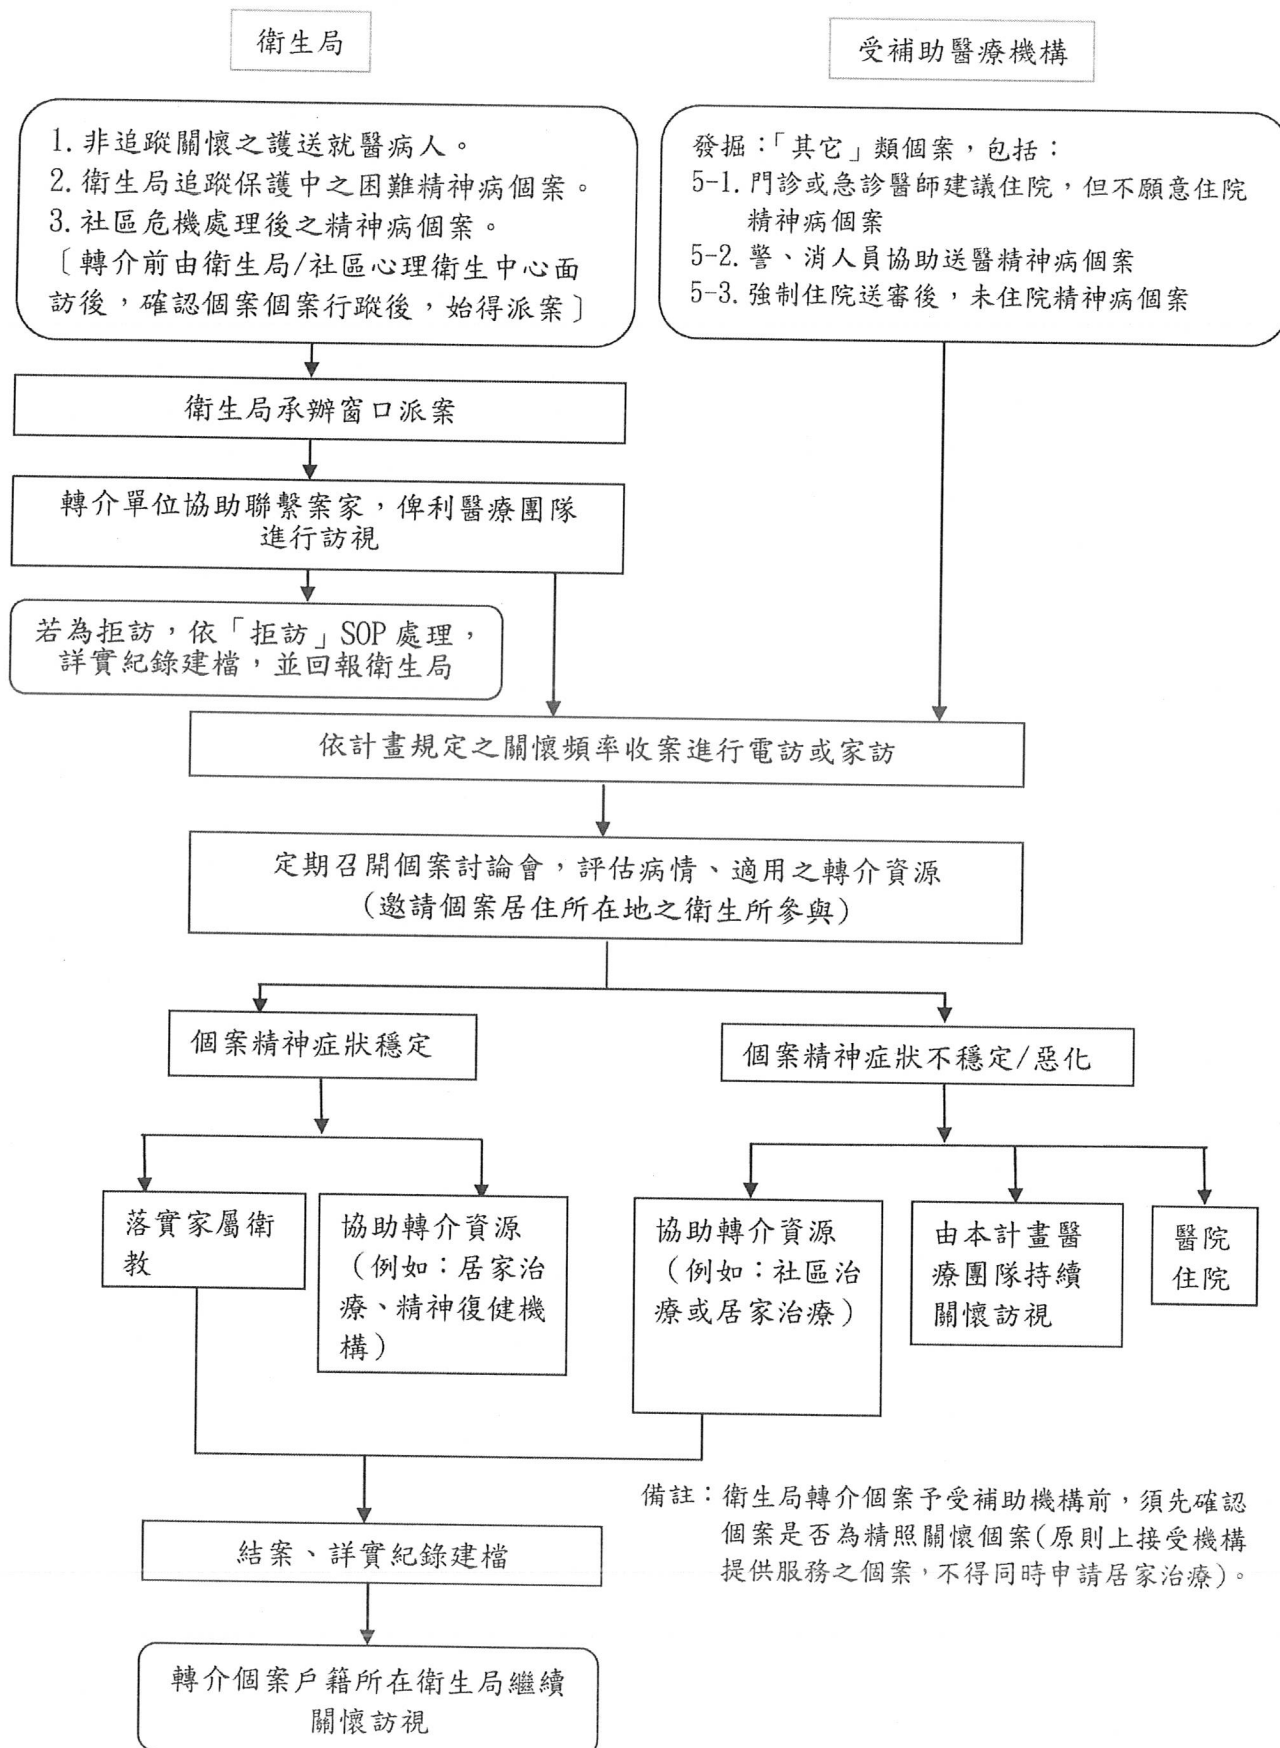 衛生局
受補助醫療機構
1. 非追蹤關懷之護送就醫病人。
2. 衛生局追蹤保護中之困難精神病個案。
3. 社區危機處理後之精神病個案。
〔轉介前由衛生局/社區心理衛生中心面
訪後，確認個案個案行蹤後，始得派案〕
發掘：「其它」類個案，包括：
5-1. 門診或急診醫師建議住院，但不願意住院
精神病個案
5-2. 警、消人員協助送醫精神病個案
5-3. 強制住院送審後，未住院精神病個案
衛生局承辦窗口派案
轉介單位協助聯繫案家，俾利醫療團隊
進行訪視
若為拒訪，依「拒訪」SOP 處理，
詳實紀錄建檔，並回報衛生局
依計畫規定之關懷頻率收案進行電訪或家訪
定期召開個案討論會，評估病情、適用之轉介資源
(邀請個案居住所在地之衛生所參與)
個案精神症狀穩定
個案精神症狀不穩定/惡化
落實家屬衛
教
協助轉介資源
（例如：居家治
療、精神復健機
構）
協助轉介資源
（例如：社區治
療或居家治療）
由本計畫醫
療團隊持續
關懷訪視
醫院
住院
備註：衛生局轉介個案予受補助機構前，須先確認
個案是否為精照關懷個案(原則上接受機構
提供服務之個案，不得同時申請居家治療)。
結案、詳實紀錄建檔
轉介個案戶籍所在衛生局繼續
關懷訪視